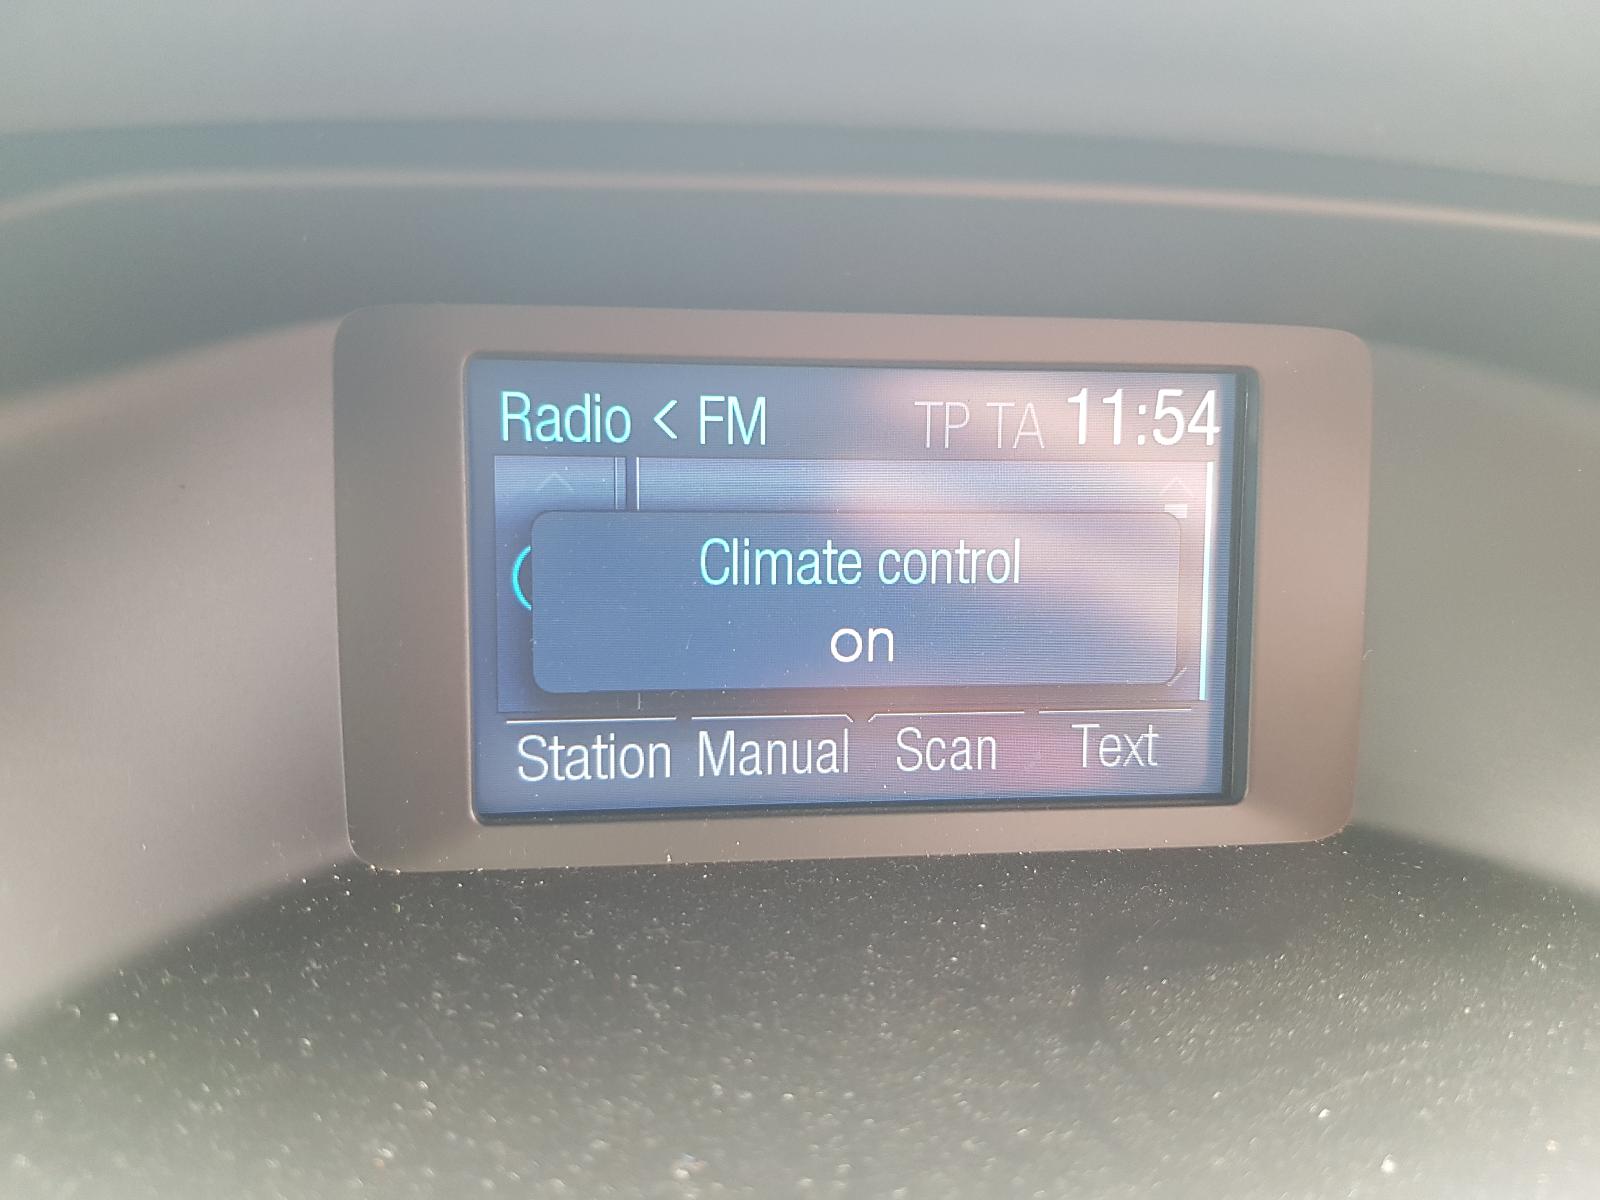 Radio < FM TP TA 11:54
Climate control
on
Station Manual Scan Text